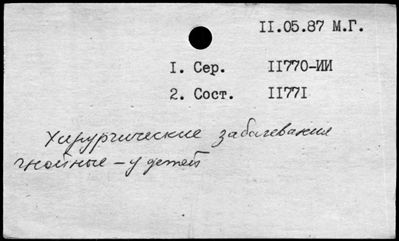 II.05.87 М.Г.
I. Сер. II770-ИИ
2. Сост. II77I
Хирургические заболевания
гнойные – у детей